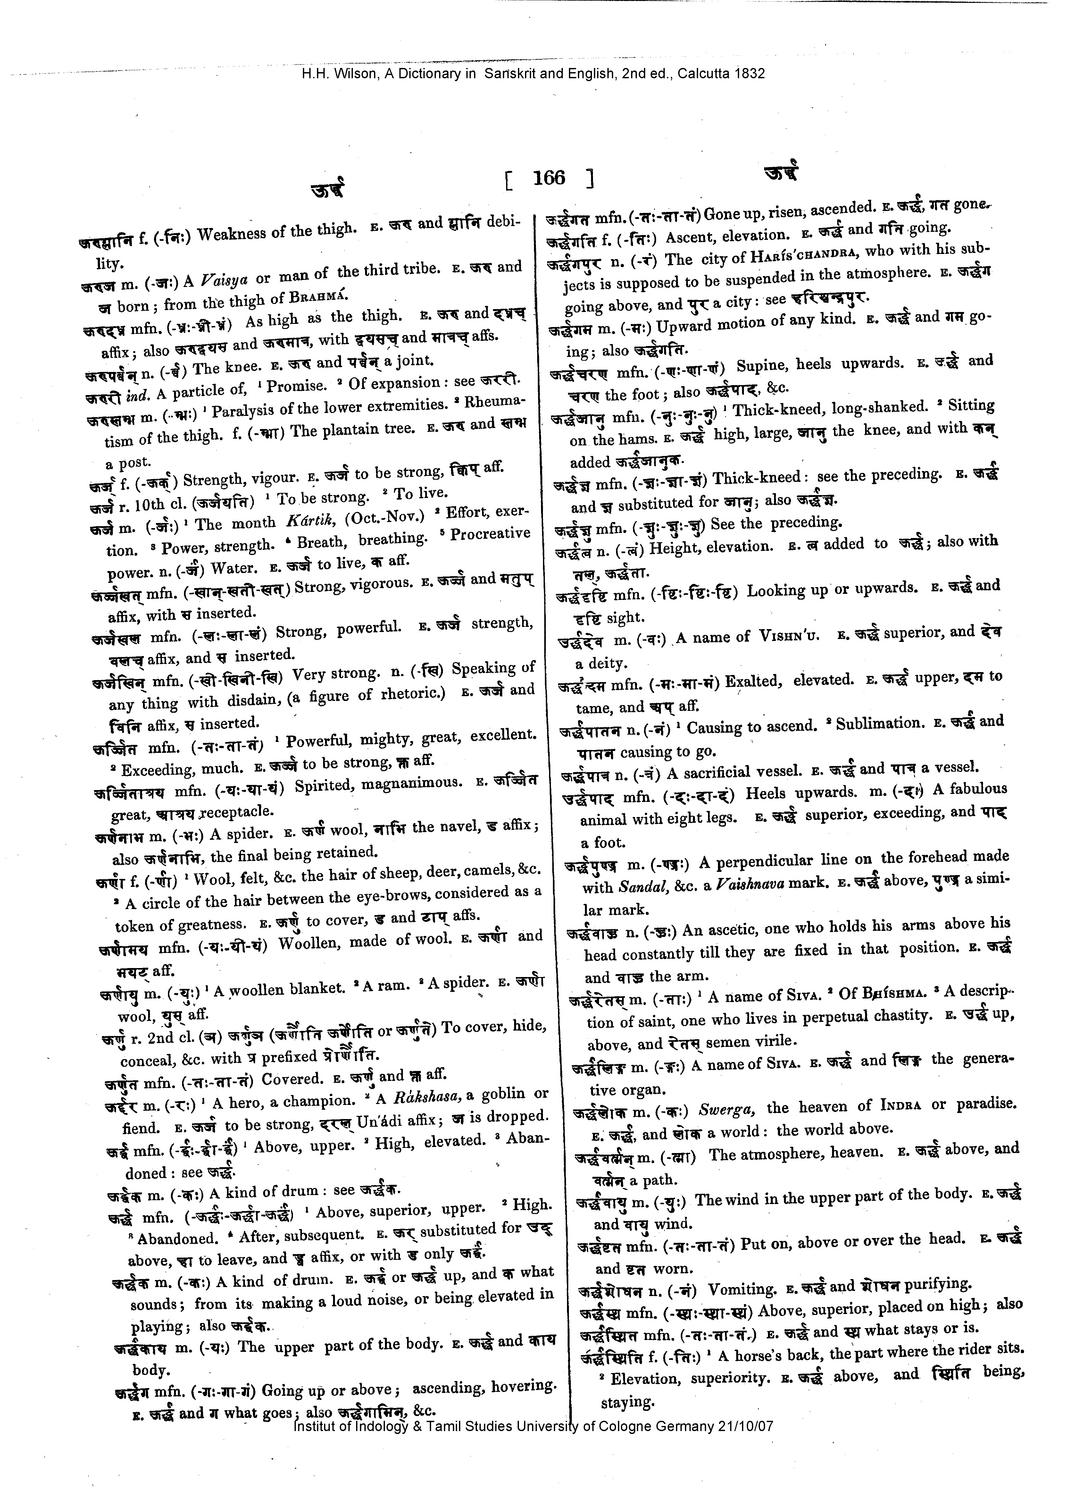 H.H. Wilson, A Dictionary in Sanskrit and English, 2nd ed., Calcutta 1832
ऊर्द्ध [ 166 ] ऊर्द्ध
ऊरुग्लानि f. (-निः) Weakness of the thigh. E. ऊरु and ग्लानि debi-
lity.
ऊरुज m. (-जः) A Vaisya or man of the third tribe. E. ऊरु and
ज born; from the thigh of BRAHMÁ.
ऊरुदघ्न mfn. (-घ्नः-घ्नी-घ्नं) As high as the thigh. E. ऊरु and दघ्नच्
affix; also ऊरुद्वयस and ऊरुमात्र, with द्वयसच् and मात्रच् affs.
ऊरुपर्व्वन् n. (-र्व्व) The knee. E. ऊरु and पर्व्वन् a joint.
ऊररी ind. A particle of, ¹ Promise. ² Of expansion: see ऊररी.
ऊरुस्तम्भ m. (-म्भः) ¹ Paralysis of the lower extremities. ² Rheuma-
tism of the thigh. f. (-म्भा) The plantain tree. E. ऊरु and स्तम्भ
a post.
ऊर्ज् f. (-ऊर्क्) Strength, vigour. E. ऊर्ज to be strong, क्विप् aff.
ऊर्ज r. 10th cl. (ऊर्जयति) ¹ To be strong. ² To live.
ऊर्ज m. (-र्जः) ¹ The month Kártik, (Oct.-Nov.) ² Effort, exer-
tion. ³ Power, strength. ⁴ Breath, breathing. ⁵ Procreative
power. n. (-र्जं) Water. E. ऊर्ज to live, क aff.
ऊर्ज्जस्वत् mfn. (-स्वान्-स्वती-स्वत्) Strong, vigorous. E. ऊर्ज्ज and मतुप्
affix, with स inserted.
ऊर्जस्वल mfn. (-लः-ला-लं) Strong, powerful. E. ऊर्ज strength,
वलच् affix, and स inserted.
ऊर्जस्विन् mfn. (-स्वी-स्विनी-स्वि) Very strong. n. (-स्वि) Speaking of
any thing with disdain, (a figure of rhetoric.) E. ऊर्ज and
विनि affix, स inserted.
ऊर्ज्जित mfn. (-तः-ता-तं) ¹ Powerful, mighty, great, excellent.
² Exceeding, much. E. ऊर्ज्ज to be strong, क्त aff.
ऊर्ज्जिताश्रय mfn. (-यः-या-यं) Spirited, magnanimous. E. ऊर्ज्जित
great, आश्रय receptacle.
ऊर्णनाभ m. (-भः) A spider. E. ऊर्ण wool, नाभि the navel, ड affix;
also ऊर्णनाभि, the final being retained.
ऊर्णा f. (-र्णा) ¹ Wool, felt, &c. the hair of sheep, deer, camels, &c.
² A circle of the hair between the eye-brows, considered as a
token of greatness. E. ऊर्णु to cover, ड and टाप् affs.
ऊर्णामय mfn. (-यः-यी-यं) Woollen, made of wool. E. ऊर्णा and
मयट् aff.
ऊर्णायु m. (-युः) ¹ A woollen blanket. ² A ram. ³ A spider. E. ऊर्णा
wool, युस् aff.
ऊर्णु r. 2nd cl. (ञ) ऊर्णुञ (ऊर्णौति ऊर्णोति or ऊर्णुते) To cover, hide,
conceal, &c. with प्र prefixed प्रोर्णौति.
ऊर्णुत mfn. (-तः-ता-तं) Covered. E. ऊर्णु and क्त aff.
ऊर्दर m. (-रः) ¹ A hero, a champion. ² A Rákshasa, a goblin or
fiend. E. ऊर्ज to be strong, दरल् Un'ádi affix; ज is dropped.
ऊर्द्व mfn. (-र्द्वः-र्द्वा-र्द्वं) ¹ Above, upper. ² High, elevated. ³ Aban-
doned: see ऊर्द्ध.
ऊर्द्वक m. (-कः) A kind of drum: see ऊर्द्धक.
ऊर्द्ध mfn. (-ऊर्द्धः-ऊर्द्धा-ऊर्द्धं) ¹ Above, superior, upper. ² High.
³ Abandoned. ⁴ After, subsequent. E. ऊर् substituted for उद्
above, हा to leave, and ड affix, or with ड only ऊर्द्व.
ऊर्द्धक m. (-कः) A kind of drum. E. ऊर्द्व or ऊर्द्ध up, and क what
sounds; from its making a loud noise, or being elevated in
playing; also ऊर्द्वक.
ऊर्द्धकाय m. (-यः) The upper part of the body. E. ऊर्द्ध and काय
body.
ऊर्द्धग mfn. (-गः-गा-गं) Going up or above; ascending, hovering.
E. ऊर्द्ध and ग what goes; also ऊर्द्धगामिन्, &c.
ऊर्द्धगत mfn. (-तः-ता-तं) Gone up, risen, ascended. E. ऊर्द्ध, गत gone.
ऊर्द्धगति f. (-तिः) Ascent, elevation. E. ऊर्द्ध and गति going.
ऊर्द्धगपुर n. (-रं) The city of HARÍS'CHANDRA, who with his sub-
jects is supposed to be suspended in the atmosphere. E. ऊर्द्धग
going above, and पुर a city: see हरिश्चन्द्रपुर.
ऊर्द्धगम m. (-मः) Upward motion of any kind. E. ऊर्द्ध and गम go-
ing; also ऊर्द्धगति.
ऊर्द्धचरण mfn. (-णः-णा-णं) Supine, heels upwards. E. ऊर्द्ध and
चरण the foot; also ऊर्द्धपाद, &c.
ऊर्द्धजानु mfn. (-नुः-नुः-नु) ¹ Thick-kneed, long-shanked. ² Sitting
on the hams. E. ऊर्द्ध high, large, जानु the knee, and with कन्
added ऊर्द्धजानुक.
ऊर्द्धज्ञ mfn. (-ज्ञः-ज्ञा-ज्ञं) Thick-kneed: see the preceding. E. ऊर्द्ध
and ज्ञ substituted for जानु; also ऊर्द्धज्ञु.
ऊर्द्धज्ञु mfn. (-ज्ञुः-ज्ञुः-ज्ञु) See the preceding.
ऊर्द्धत्व n. (-त्वं) Height, elevation. E. त्व added to ऊर्द्ध; also with
तल्, ऊर्द्धता.
ऊर्द्धदृष्टि mfn. (-ष्टिः-ष्टिः-ष्टि) Looking up or upwards. E. ऊर्द्ध and
दृष्टि sight.
ऊर्द्धदेव m. (-वः) A name of VISHN'U. E. ऊर्द्ध superior, and देव
a deity.
ऊर्द्धन्दम mfn. (-मः-मा-मं) Exalted, elevated. E. ऊर्द्ध upper, दम to
tame, and अप् aff.
ऊर्द्धपातन n. (-नं) ¹ Causing to ascend. ² Sublimation. E. ऊर्द्ध and
पातन causing to go.
ऊर्द्धपात्र n. (-त्रं) A sacrificial vessel. E. ऊर्द्ध and पात्र a vessel.
ऊर्द्धपाद mfn. (-दः-दा-दं) Heels upwards. m. (-दः) A fabulous
animal with eight legs. E. ऊर्द्ध superior, exceeding, and पाद
a foot.
ऊर्द्धपुण्ड्र m. (-ण्ड्रः) A perpendicular line on the forehead made
with Sandal, &c. a Vaishnava mark. E. ऊर्द्ध above, पुण्ड्र a simi-
lar mark.
ऊर्द्धवाहु n. (-हुः) An ascetic, one who holds his arms above his
head constantly till they are fixed in that position. E. ऊर्द्ध
and वाहु the arm.
ऊर्द्धरेतस् m. (-ताः) ¹ A name of SIVA. ² Of BHÍSHMA. ³ A descrip-
tion of saint, one who lives in perpetual chastity. E. ऊर्द्ध up,
above, and रेतस् semen virile.
ऊर्द्धलिङ्ग m. (-ङ्गः) A name of SIVA. E. ऊर्द्ध and लिङ्ग the genera-
tive organ.
ऊर्द्धलोक m. (-कः) Swerga, the heaven of INDRA or paradise.
E. ऊर्द्ध, and लोक a world: the world above.
ऊर्द्धवर्त्मन् m. (-र्त्मा) The atmosphere, heaven. E. ऊर्द्ध above, and
वर्त्मन् a path.
ऊर्द्धवायु m. (-युः) The wind in the upper part of the body. E. ऊर्द्ध
and वायु wind.
ऊर्द्धवृत mfn. (-तः-ता-तं) Put on, above or over the head. E. ऊर्द्ध
and वृत worn.
ऊर्द्धशोधन n. (-नं) Vomiting. E. ऊर्द्ध and शोधन purifying.
ऊर्द्धस्थ mfn. (-स्थः-स्था-स्थं) Above, superior, placed on high; also
ऊर्द्धस्थित mfn. (-तः-ता-तं.) E. ऊर्द्ध and स्थ what stays or is.
ऊर्द्धस्थिति f. (-तिः) ¹ A horse's back, the part where the rider sits.
² Elevation, superiority. E. ऊर्द्ध above, and स्थिति being,
staying.
Institut of Indology & Tamil Studies University of Cologne Germany 21/10/07